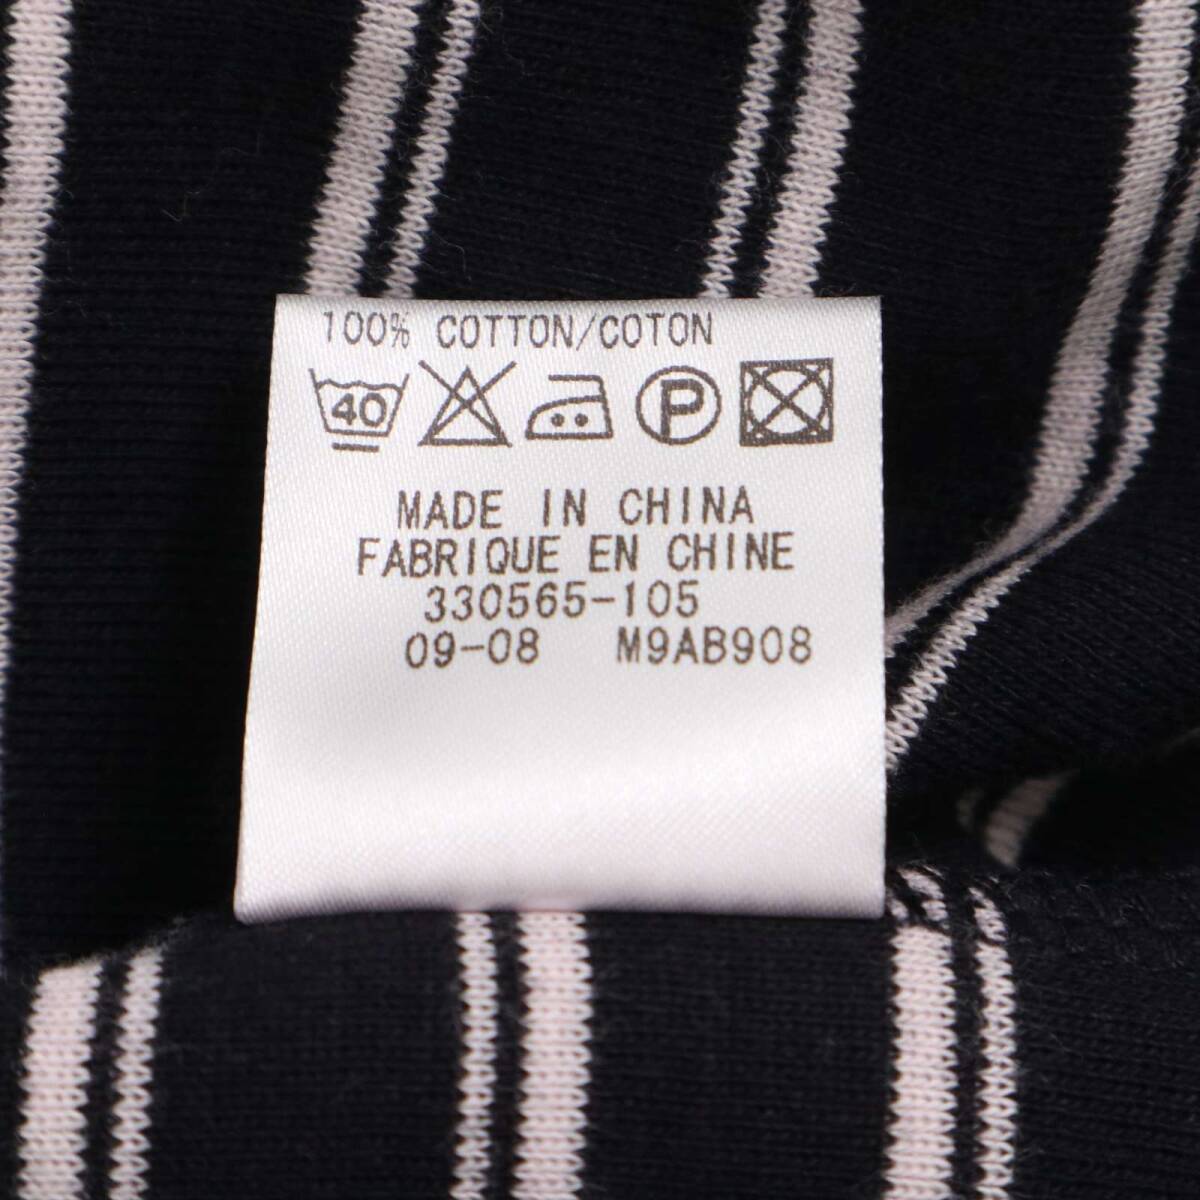 100% COTTON/COTON
40 P
MADE IN CHINA
FABRIQUE EN CHINE
330565-105
09-08 M9AB908